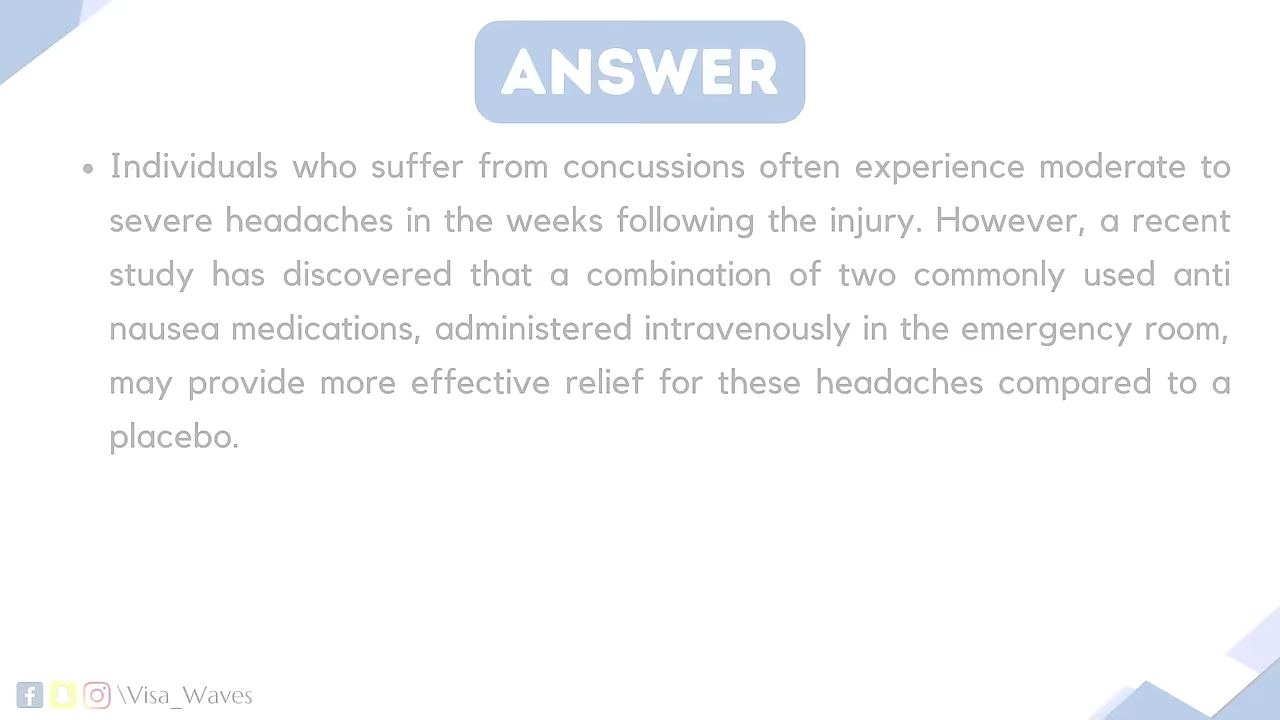 ANSWER
• Individuals who suffer from concussions often experience moderate to
severe headaches in the weeks following the injury. However, a recent
study has discovered that a combination of two commonly used anti
nausea medications, administered intravenously in the emergency room,
may provide more effective relief for these headaches compared to a
placebo.
\Visa_Waves